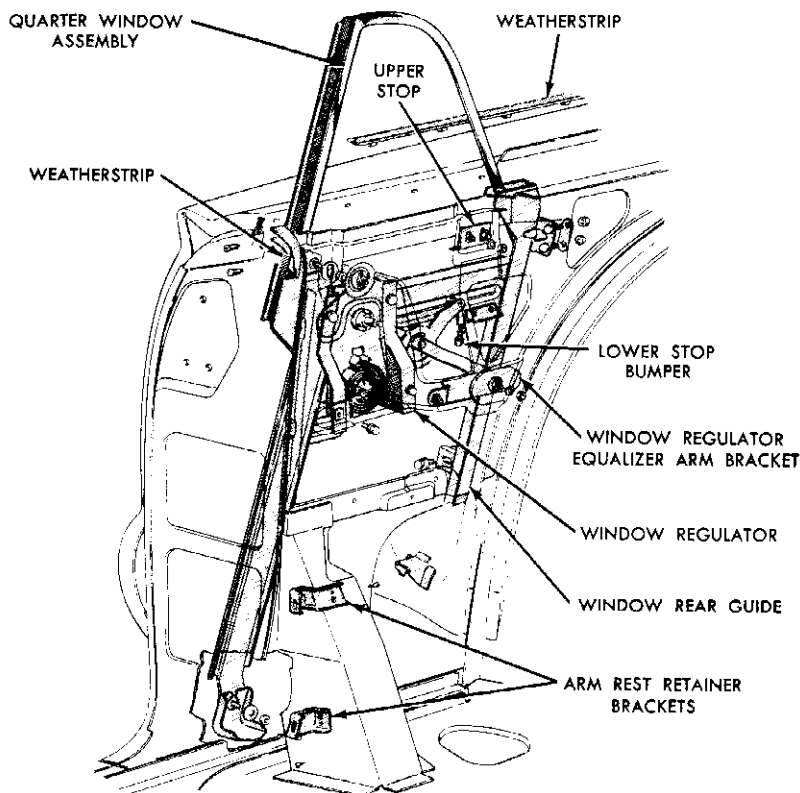 QUARTER WINDOW
ASSEMBLY
WEATHERSTRIP
UPPER
STOP
WEATHERSTRIP
LOWER STOP
BUMPER
WINDOW REGULATOR
EQUALIZER ARM BRACKET
WINDOW REGULATOR
WINDOW REAR GUIDE
ARM REST RETAINER
BRACKETS